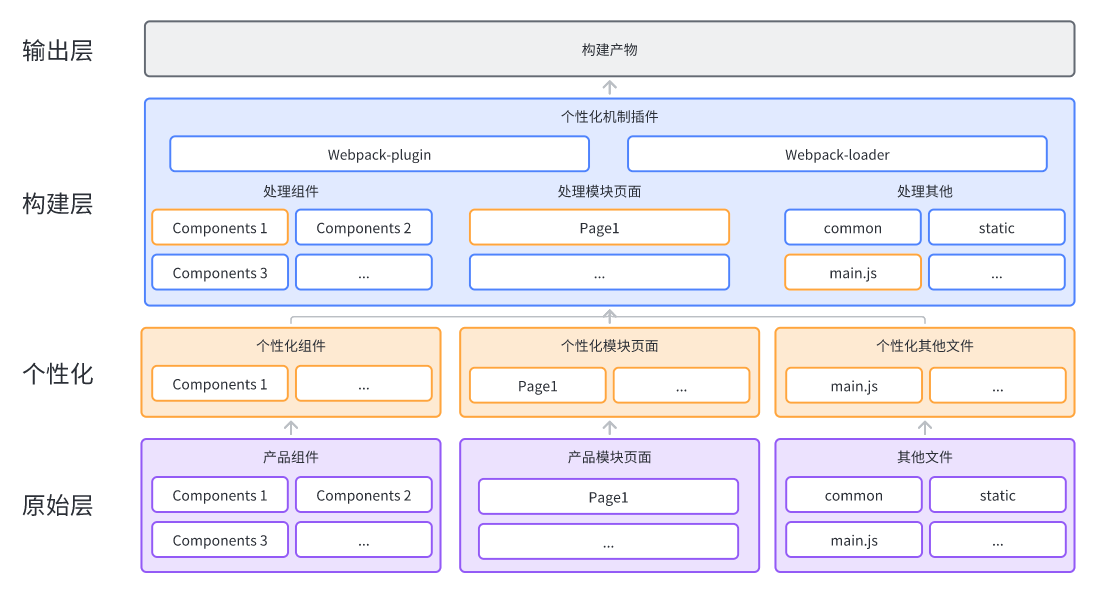 输出层
构建产物
构建层
个性化机制插件
Webpack-plugin
Webpack-loader
处理组件
处理模块页面
处理其他
Components 1
Components 2
Page1
common
static
Components 3
...
...
main.js
...
个性化
个性化组件
个性化模块页面
个性化其他文件
Components 1
...
Page1
...
main.js
...
原始层
产品组件
产品模块页面
其他文件
Components 1
Components 2
Page1
common
static
Components 3
...
...
main.js
...